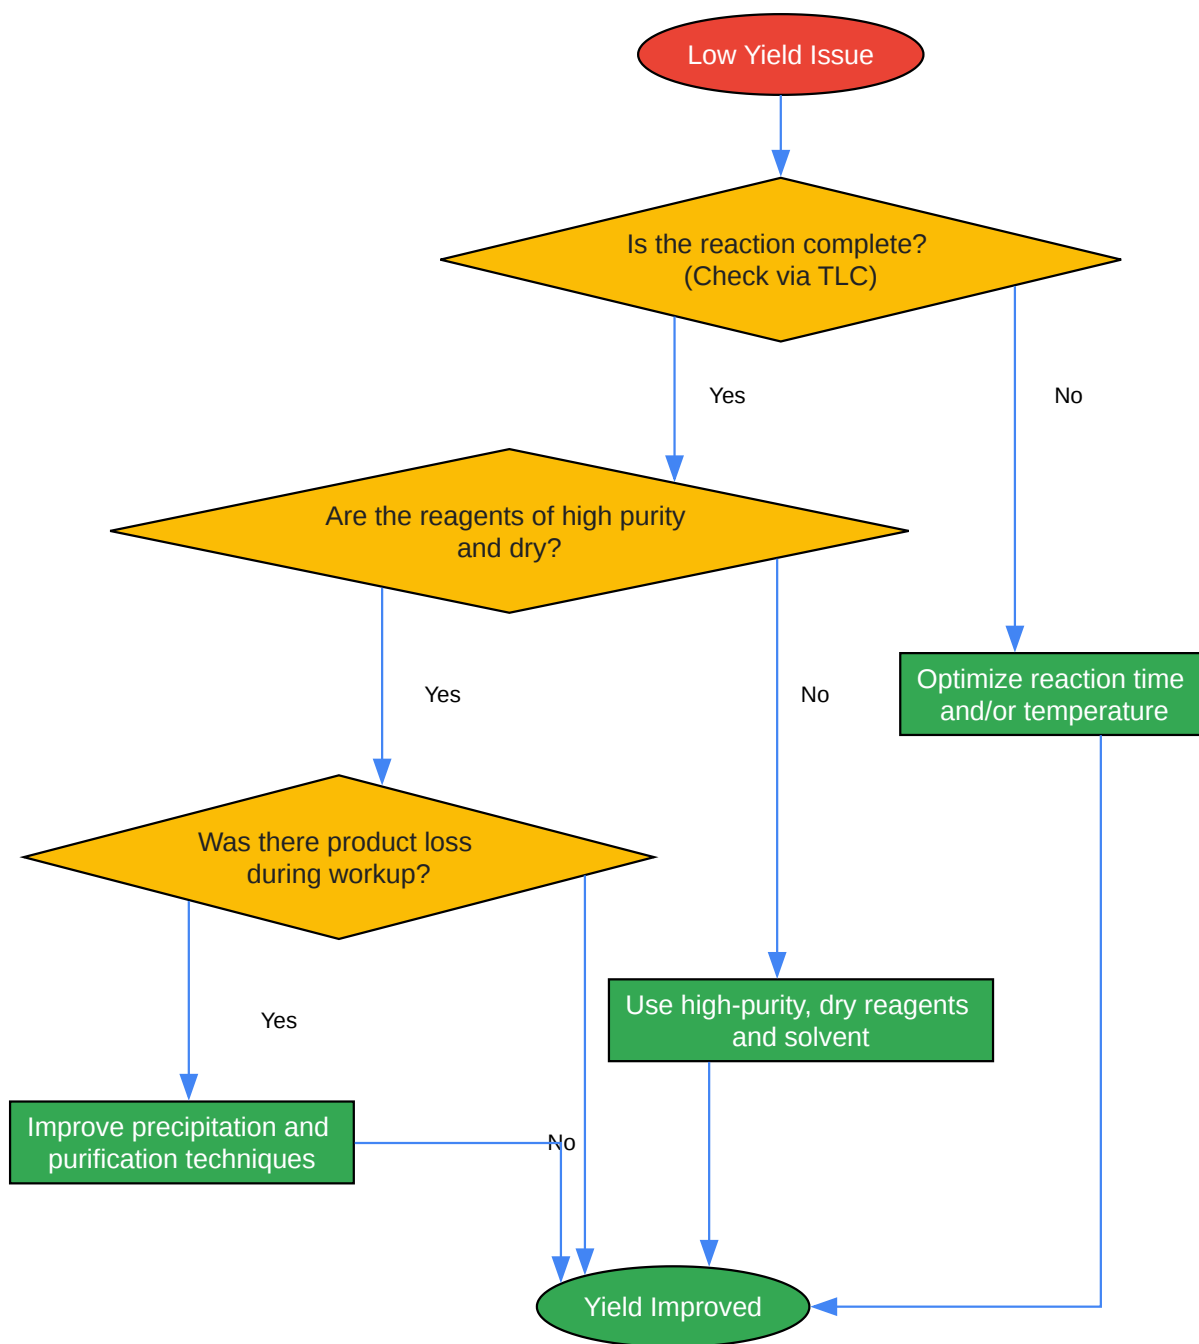 Low Yield Issue
Is the reaction complete?
(Check via TLC)
Yes
No
Are the reagents of high purity
and dry?
Yes
No
Optimize reaction time
and/or temperature
Was there product loss
during workup?
Yes
Use high-purity, dry reagents
and solvent
Improve precipitation and
purification techniques
No
Yield Improved